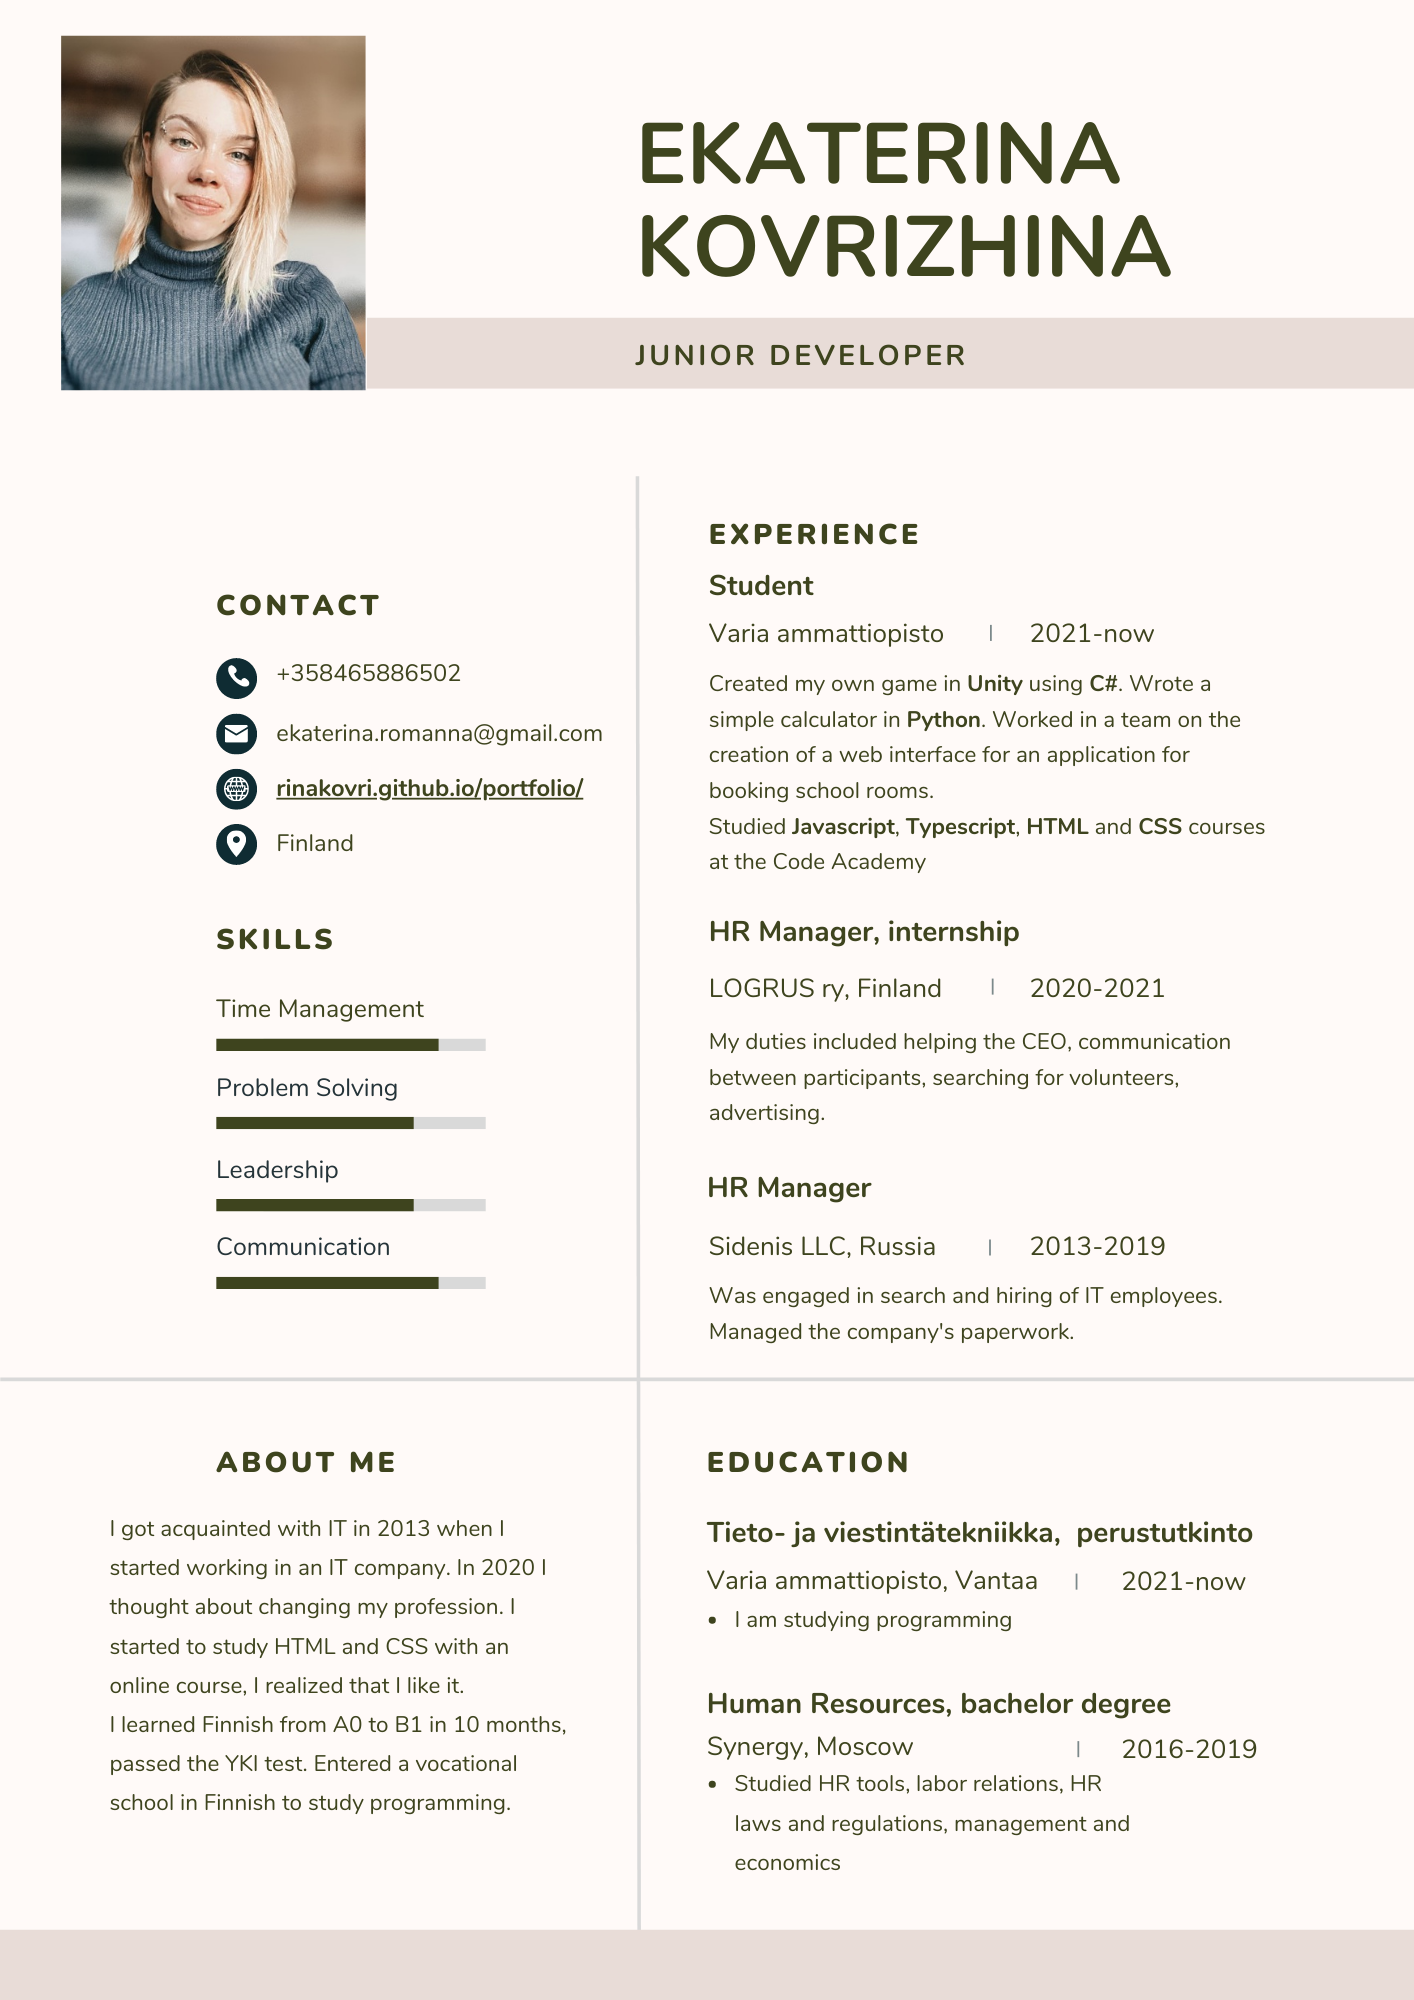 EKATERINA
KOVRIZHINA
JUNIOR DEVELOPER
CONTACT
+358465886502
ekaterina.romanna@gmail.com
rinakovri.github.io/portfolio/
Finland
SKILLS
Time Management
Problem Solving
Leadership
Communication
EXPERIENCE
Student
Varia ammattiopisto | 2021-now
Created my own game in Unity using C#. Wrote a
simple calculator in Python. Worked in a team on the
creation of a web interface for an application for
booking school rooms.
Studied Javascript, Typescript, HTML and CSS courses
at the Code Academy
HR Manager, internship
LOGRUS ry, Finland | 2020-2021
My duties included helping the CEO, communication
between participants, searching for volunteers,
advertising.
HR Manager
Sidenis LLC, Russia | 2013-2019
Was engaged in search and hiring of IT employees.
Managed the company's paperwork.
ABOUT ME
I got acquainted with IT in 2013 when I
started working in an IT company. In 2020 I
thought about changing my profession. I
started to study HTML and CSS with an
online course, I realized that I like it.
I learned Finnish from A0 to B1 in 10 months,
passed the YKI test. Entered a vocational
school in Finnish to study programming.
EDUCATION
Tieto- ja viestintätekniikka, perustutkinto
Varia ammattiopisto, Vantaa | 2021-now
• I am studying programming
Human Resources, bachelor degree
Synergy, Moscow | 2016-2019
• Studied HR tools, labor relations, HR
laws and regulations, management and
economics